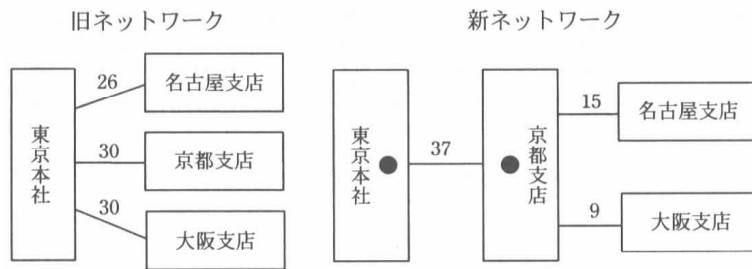 旧ネットワーク
東京本社
26
名古屋支店
30
京都支店
30
大阪支店
新ネットワーク
東京本社
37
京都支店
15
名古屋支店
9
大阪支店